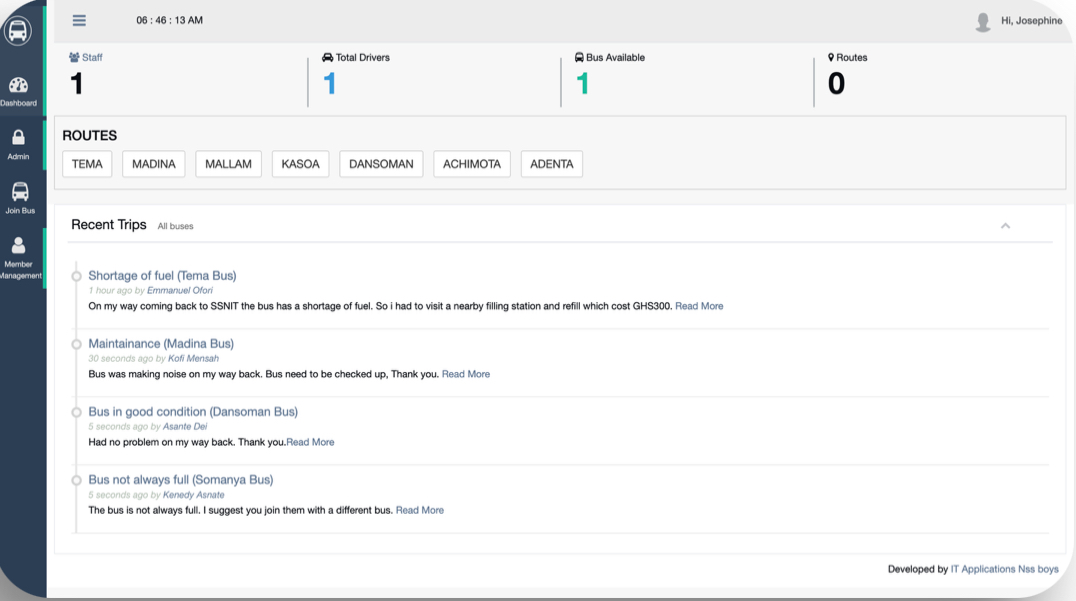 06 : 46 : 13 AM
Hi, Josephine
Dashboard
Admin
Join Bus
Member
Management
Staff
1
Total Drivers
1
Bus Available
1
Routes
0
ROUTES
TEMA MADINA MALLAM KASOA DANSOMAN ACHIMOTA ADENTA
Recent Trips All buses
Shortage of fuel (Tema Bus)
1 hour ago by Emmanuel Ofori
On my way coming back to SSNIT the bus has a shortage of fuel. So i had to visit a nearby filling station and refill which cost GHS300. Read More
Maintainance (Madina Bus)
30 seconds ago by Kofi Mensah
Bus was making noise on my way back. Bus need to be checked up, Thank you. Read More
Bus in good condition (Dansoman Bus)
5 seconds ago by Asante Dei
Had no problem on my way back. Thank you.Read More
Bus not always full (Somanya Bus)
5 seconds ago by Kenedy Asnate
The bus is not always full. I suggest you join them with a different bus. Read More
Developed by IT Applications Nss boys